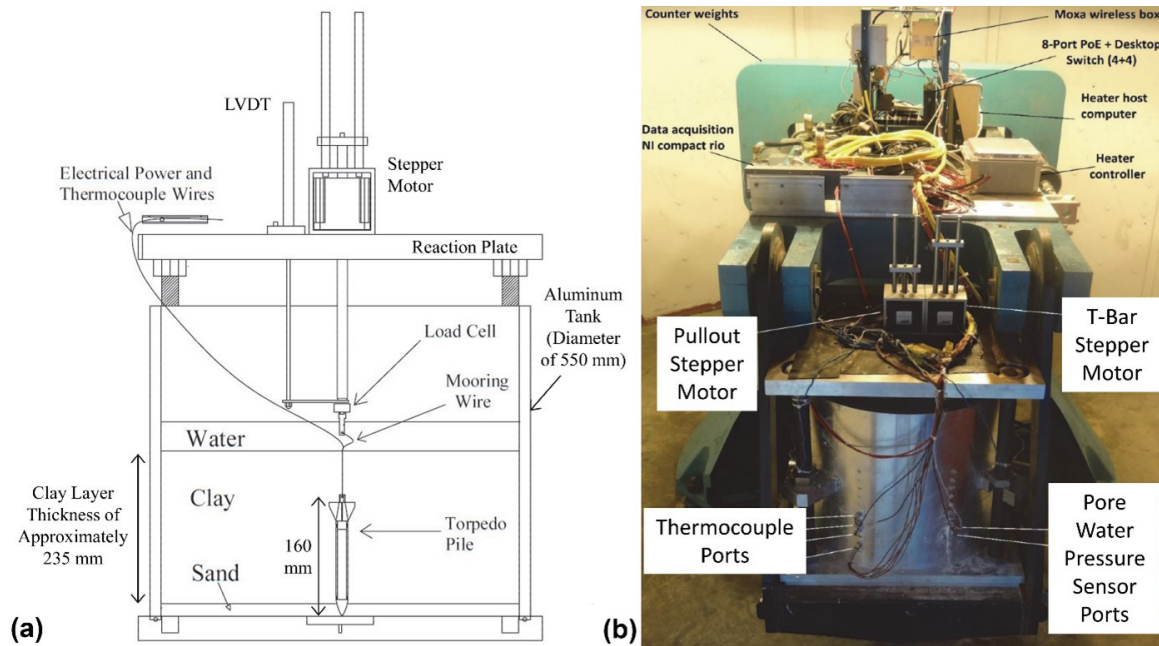 LVDT
Stepper
Motor
Electrical Power and
Thermocouple Wires
Reaction Plate
Aluminum
Tank
(Diameter
of 550 mm)
Load Cell
Mooring
Wire
Water
Clay
Clay Layer
Thickness of
Approximately
235 mm
160
mm
Torpedo
Pile
Sand
(a)
Counter weights
Moxa wireless box
8-Port PoE + Desktop
Switch (4+4)
Heater host
computer
Data acquisition
NI compact rio
Heater
controller
Pullout
Stepper
Motor
T-Bar
Stepper
Motor
Thermocouple
Ports
Pore
Water
Pressure
Sensor
Ports
(b)